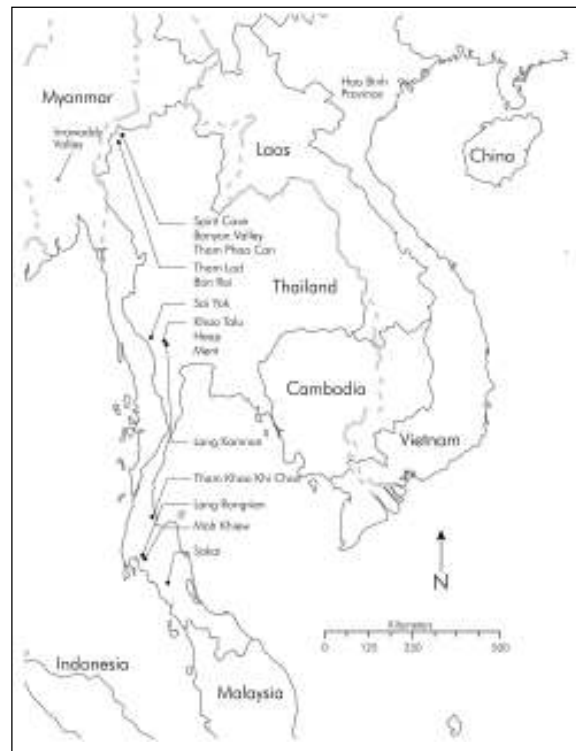 Hoa Binh
Province
Myanmar
Irrawaddy
Valley
Laos
China
Spirit Cave
Banyan Valley
Tham Phaa Can
Tham Lod
Ban Rai
Thailand
Sai Yok
Khao Talu
Heap
Ment
Cambodia
Vietnam
Lang Kamnan
Tham Khao Khi Chan
Lang Rongrien
Moh Khiew
Sakai
N
Kilometers
0 125 250 500
Indonesia
Malaysia